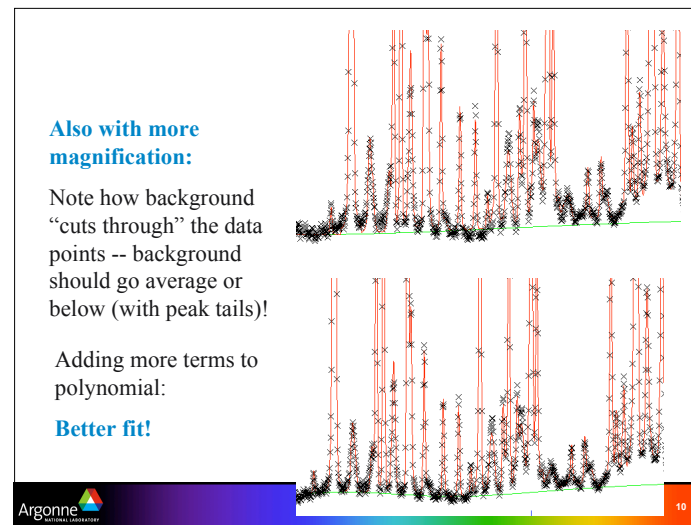 Also with more
magnification:
Note how background
“cuts through” the data
points -- background
should go average or
below (with peak tails)!
Adding more terms to
polynomial:
Better fit!
Argonne
NATIONAL LABORATORY
10